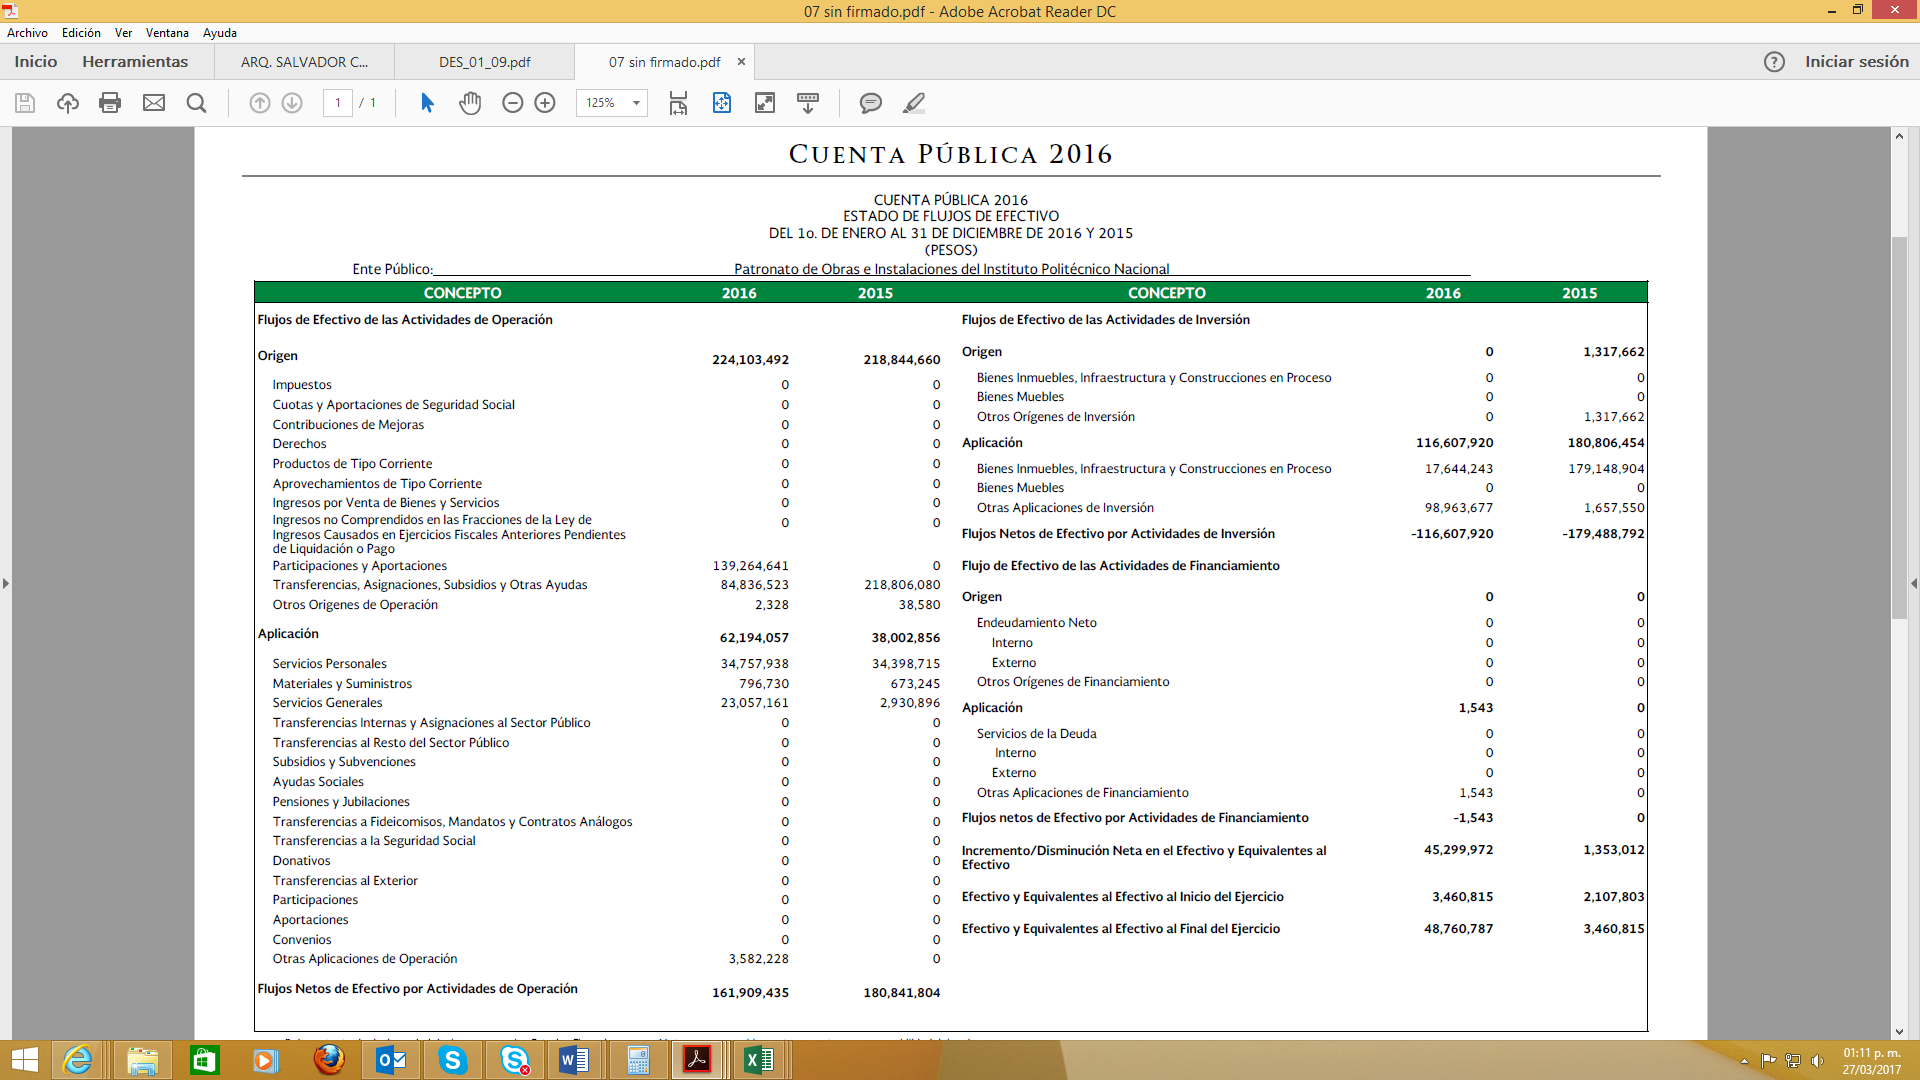 07 sin firmado.pdf - Adobe Acrobat Reader DC
Archivo Edición Ver Ventana Ayuda
Inicio Herramientas ARQ. SALVADOR C... DES_01_09.pdf 07 sin firmado.pdf × ? Iniciar sesión
1 / 1 125%
CUENTA PÚBLICA 2016
CUENTA PÚBLICA 2016
ESTADO DE FLUJOS DE EFECTIVO
DEL 1o. DE ENERO AL 31 DE DICIEMBRE DE 2016 Y 2015
(PESOS)
Ente Público: Patronato de Obras e Instalaciones del Instituto Politécnico Nacional
CONCEPTO 2016 2015
Flujos de Efectivo de las Actividades de Operación
Origen 224,103,492 218,844,660
Impuestos 0 0
Cuotas y Aportaciones de Seguridad Social 0 0
Contribuciones de Mejoras 0 0
Derechos 0 0
Productos de Tipo Corriente 0 0
Aprovechamientos de Tipo Corriente 0 0
Ingresos por Venta de Bienes y Servicios 0 0
Ingresos no Comprendidos en las Fracciones de la Ley de 0 0
Ingresos Causados en Ejercicios Fiscales Anteriores Pendientes
de Liquidación o Pago
Participaciones y Aportaciones 139,264,641 0
Transferencias, Asignaciones, Subsidios y Otras Ayudas 84,836,523 218,806,080
Otros Origenes de Operación 2,328 38,580
Aplicación 62,194,057 38,002,856
Servicios Personales 34,757,938 34,398,715
Materiales y Suministros 796,730 673,245
Servicios Generales 23,057,161 2,930,896
Transferencias Internas y Asignaciones al Sector Público 0 0
Transferencias al Resto del Sector Público 0 0
Subsidios y Subvenciones 0 0
Ayudas Sociales 0 0
Pensiones y Jubilaciones 0 0
Transferencias a Fideicomisos, Mandatos y Contratos Análogos 0 0
Transferencias a la Seguridad Social 0 0
Donativos 0 0
Transferencias al Exterior 0 0
Participaciones 0 0
Aportaciones 0 0
Convenios 0 0
Otras Aplicaciones de Operación 3,582,228 0
Flujos Netos de Efectivo por Actividades de Operación 161,909,435 180,841,804
CONCEPTO 2016 2015
Flujos de Efectivo de las Actividades de Inversión
Origen 0 1,317,662
Bienes Inmuebles, Infraestructura y Construcciones en Proceso 0 0
Bienes Muebles 0 0
Otros Orígenes de Inversión 0 1,317,662
Aplicación 116,607,920 180,806,454
Bienes Inmuebles, Infraestructura y Construcciones en Proceso 17,644,243 179,148,904
Bienes Muebles 0 0
Otras Aplicaciones de Inversión 98,963,677 1,657,550
Flujos Netos de Efectivo por Actividades de Inversión -116,607,920 -179,488,792
Flujo de Efectivo de las Actividades de Financiamiento
Origen 0 0
Endeudamiento Neto 0 0
Interno 0 0
Externo 0 0
Otros Orígenes de Financiamiento 0 0
Aplicación 1,543 0
Servicios de la Deuda 0 0
Interno 0 0
Externo 0 0
Otras Aplicaciones de Financiamiento 1,543 0
Flujos netos de Efectivo por Actividades de Financiamiento -1,543 0
Incremento/Disminución Neta en el Efectivo y Equivalentes al 45,299,972 1,353,012
Efectivo
Efectivo y Equivalentes al Efectivo al Inicio del Ejercicio 3,460,815 2,107,803
Efectivo y Equivalentes al Efectivo al Final del Ejercicio 48,760,787 3,460,815
01:11 p. m.
27/03/2017